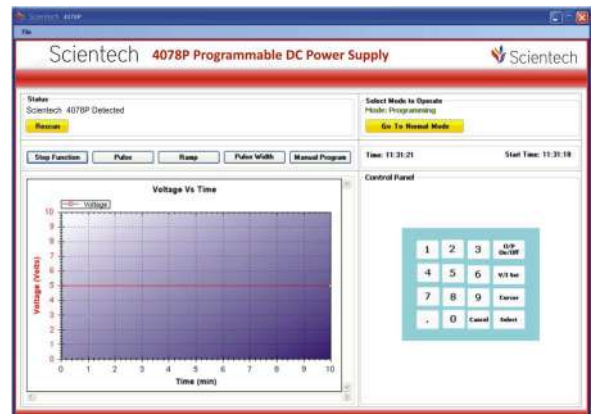 Scientech 4078P
File
Scientech 4078P Programmable DC Power Supply
Scientech
Status
Scientech 4078P Detected
Rescan
Select Mode to Operate
Mode: Programming
Go To Normal Mode
Stop Function Pulse Ramp Pulse Width Manual Program
Time: 11:31:21 Start Time: 11:31:18
Control Panel
Voltage Vs Time
Voltage
Voltage (Volts)
10
9
8
7
6
5
4
3
2
1
0
0 1 2 3 4 5 6 7 8 9 10
Time (min)
1 2 3 O/P On/Off
4 5 6 V/I Set
7 8 9 Cursor
. 0 Cancel Select